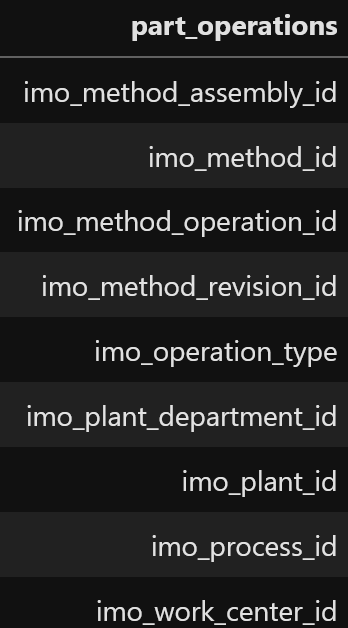 part_operations
imo_method_assembly_id
imo_method_id
imo_method_operation_id
imo_method_revision_id
imo_operation_type
imo_plant_department_id
imo_plant_id
imo_process_id
imo_work_center_id